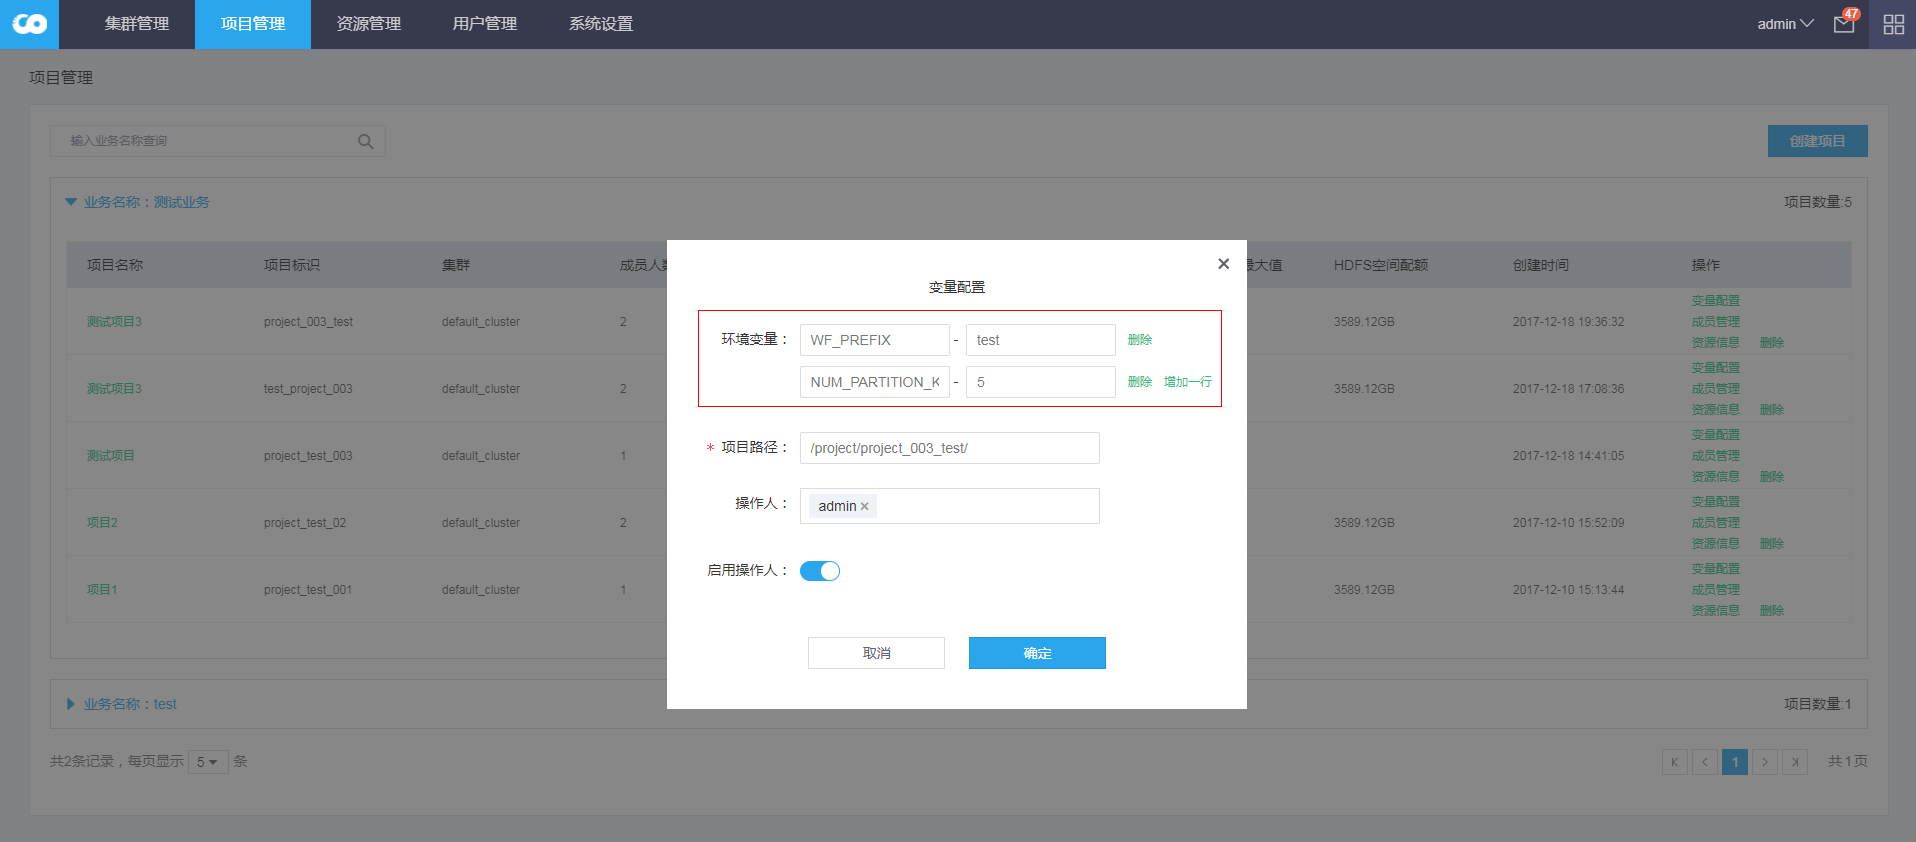 集群管理 项目管理 资源管理 用户管理 系统设置 admin 47
项目管理
输入业务名称查询 创建项目
业务名称：测试业务 项目数量:5
项目名称 项目标识 集群 成员人数 最大值 HDFS空间配额 创建时间 操作
测试项目3 project_003_test default_cluster 2 3589.12GB 2017-12-18 19:36:32 变量配置
成员管理
资源信息 删除
测试项目3 test_project_003 default_cluster 2 3589.12GB 2017-12-18 17:08:36 变量配置
成员管理
资源信息 删除
测试项目 project_test_003 default_cluster 1 2017-12-18 14:41:05 变量配置
成员管理
资源信息 删除
项目2 project_test_02 default_cluster 2 3589.12GB 2017-12-10 15:52:09 变量配置
成员管理
资源信息 删除
项目1 project_test_001 default_cluster 1 3589.12GB 2017-12-10 15:13:44 变量配置
成员管理
资源信息 删除
业务名称：test 项目数量:1
共2条记录，每页显示 5 条 1 共1页
变量配置
环境变量： WF_PREFIX - test 删除
NUM_PARTITION_K - 5 删除 增加一行
* 项目路径： /project/project_003_test/
操作人： admin ×
启用操作人：
取消 确定